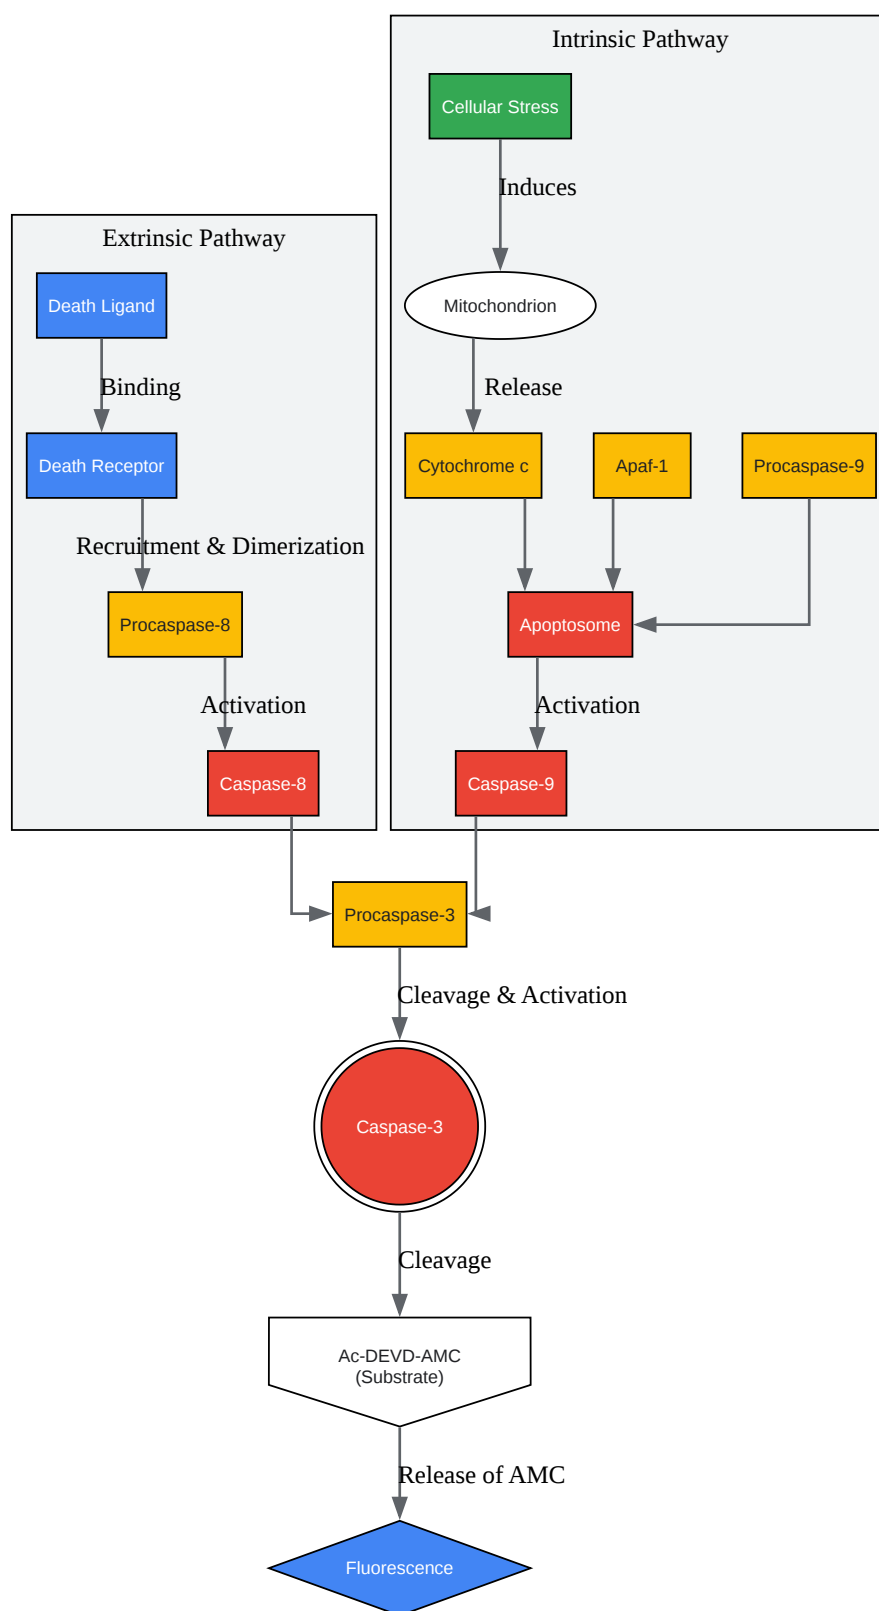 Intrinsic Pathway
Cellular Stress
Induces
Extrinsic Pathway
Death Ligand
Mitochondrion
Binding
Release
Death Receptor
Cytochrome c
Apaf-1
Procaspase-9
Recruitment & Dimerization
Procaspase-8
Apoptosome
Activation
Activation
Caspase-8
Caspase-9
Procaspase-3
Cleavage & Activation
Caspase-3
Cleavage
Ac-DEVD-AMC
(Substrate)
Release of AMC
Fluorescence